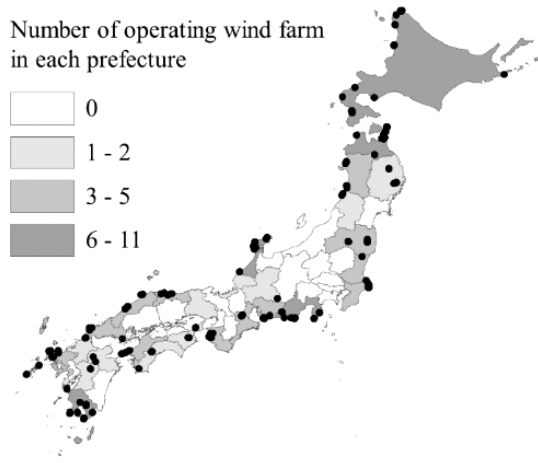 Number of operating wind farm
in each prefecture
0
1 - 2
3 - 5
6 - 11